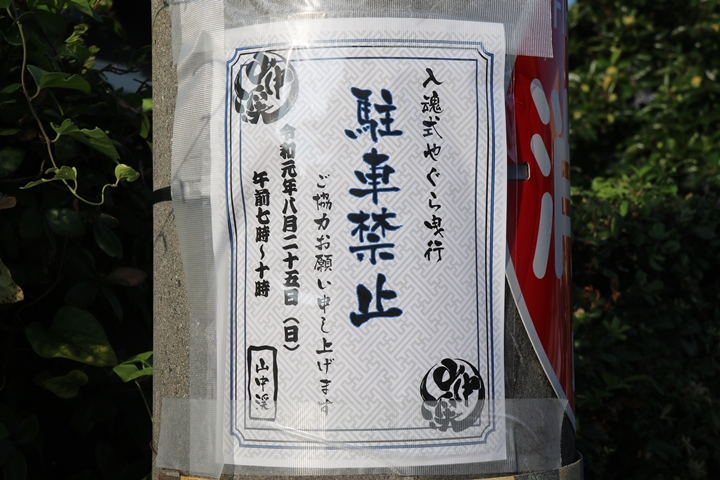 入魂式やぐら曳行
駐車禁止
ご協力お願い申し上げます
令和元年八月二十五日（日）
午前七時～十時
山中渓